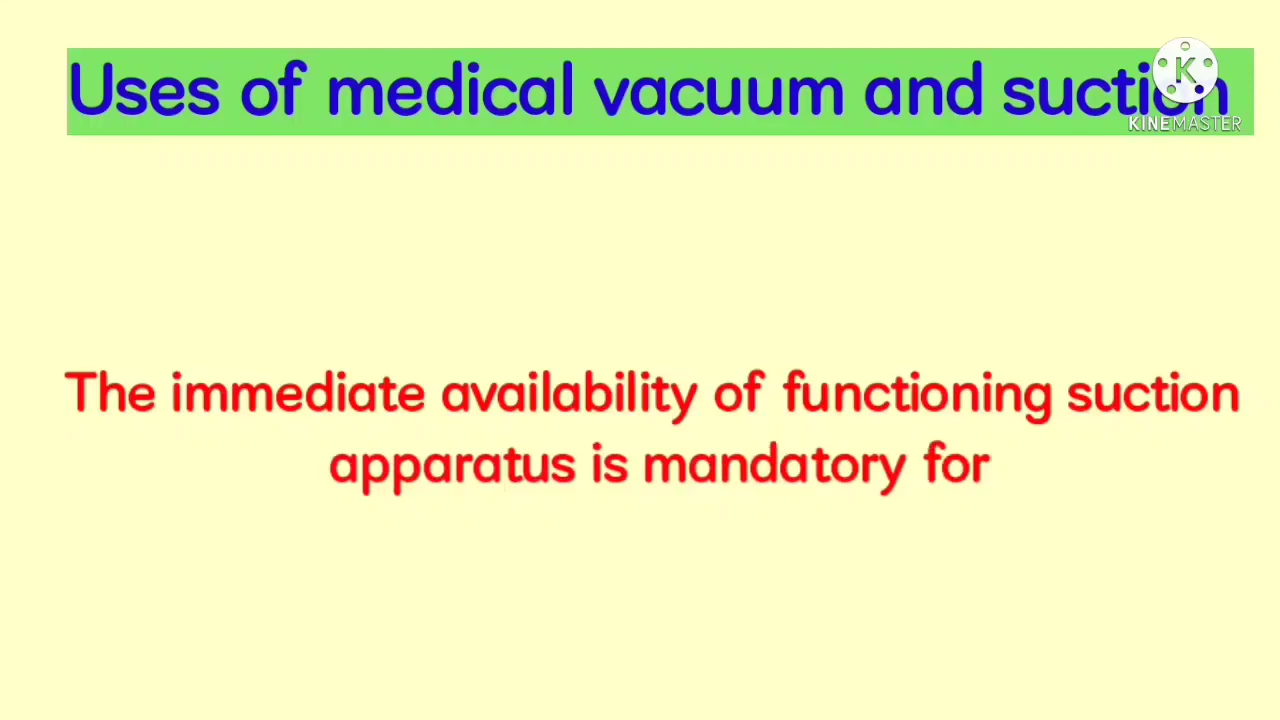 Uses of medical vacuum and suction
K
KINEMASTER
The immediate availability of functioning suction
apparatus is mandatory for